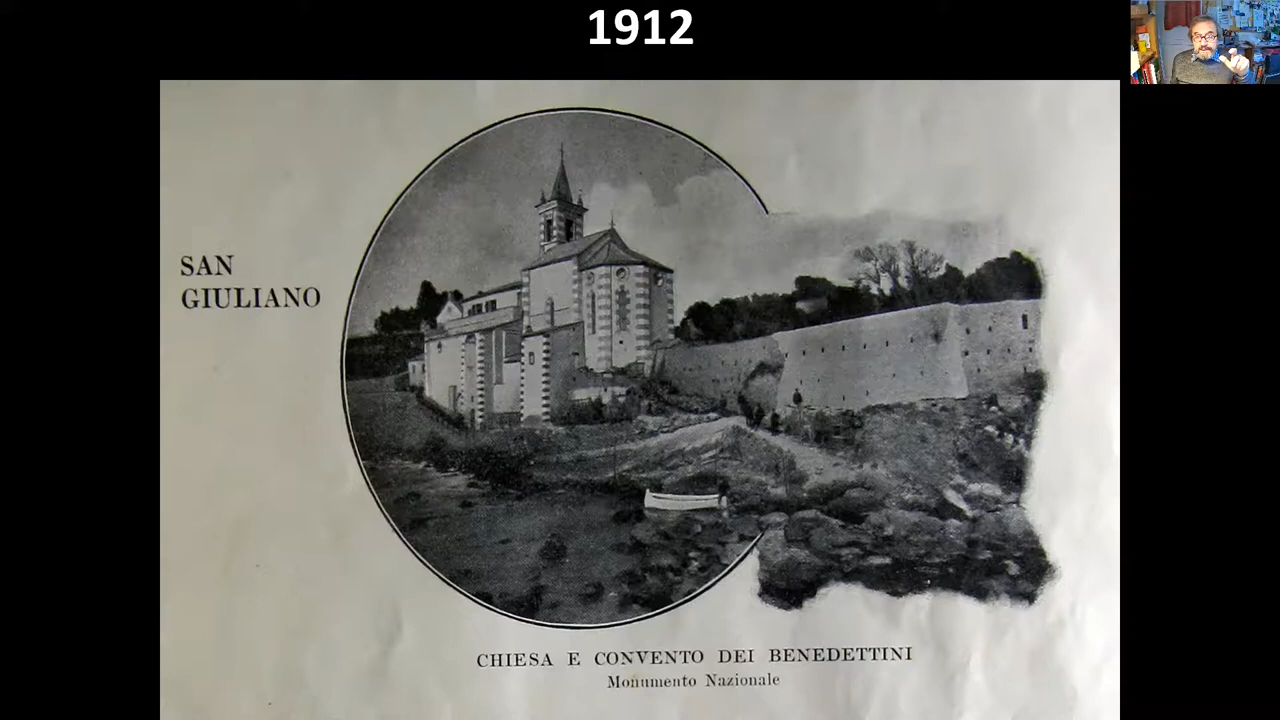 1912
SAN
GIULIANO
CHIESA E CONVENTO DEI BENEDETTINI
Monumento Nazionale